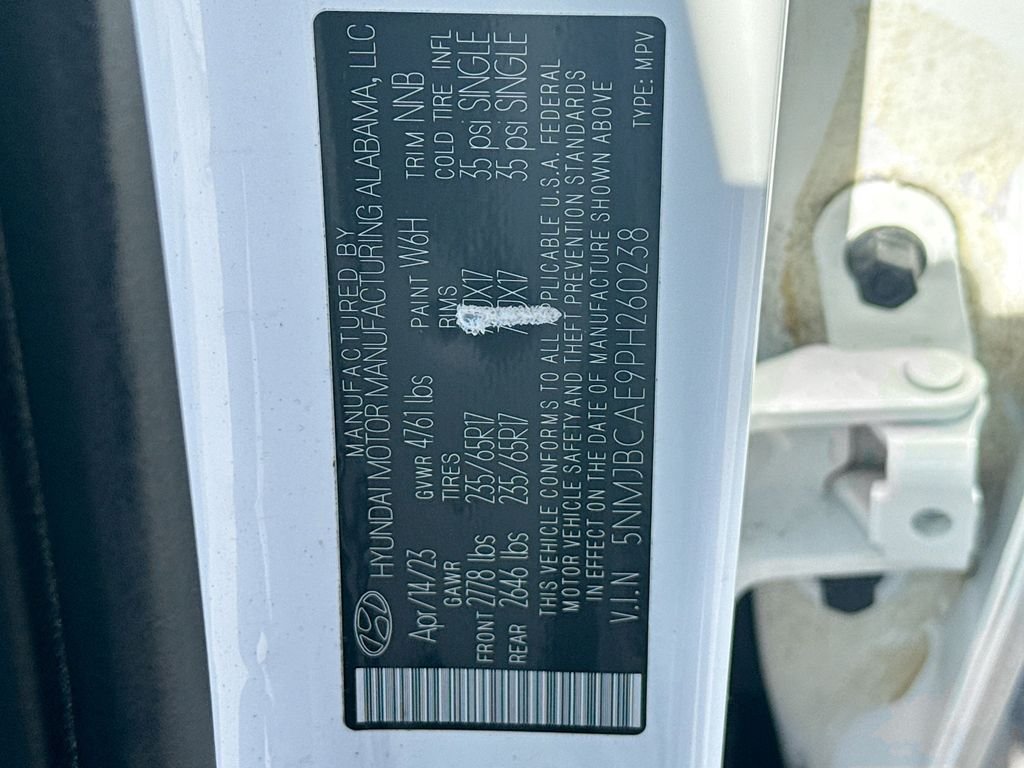 MANUFACTURED BY
HYUNDAI MOTOR MANUFACTURING ALABAMA, LLC
Apr/14/23 GVWR 4761 lbs PAINT W6H TRIM NNB
GAWR TIRES RIMS COLD TIRE INFL
FRONT 2778 lbs 235/65R17 35 psi SINGLE
REAR 2646 lbs 235/65R17 35 psi SINGLE
THIS VEHICLE CONFORMS TO ALL APPLICABLE U.S.A. FEDERAL
MOTOR VEHICLE SAFETY AND THEFT PREVENTION STANDARDS
IN EFFECT ON THE DATE OF MANUFACTURE SHOWN ABOVE
V.I.N 5NMJBCAE9PH260238 TYPE: MPV